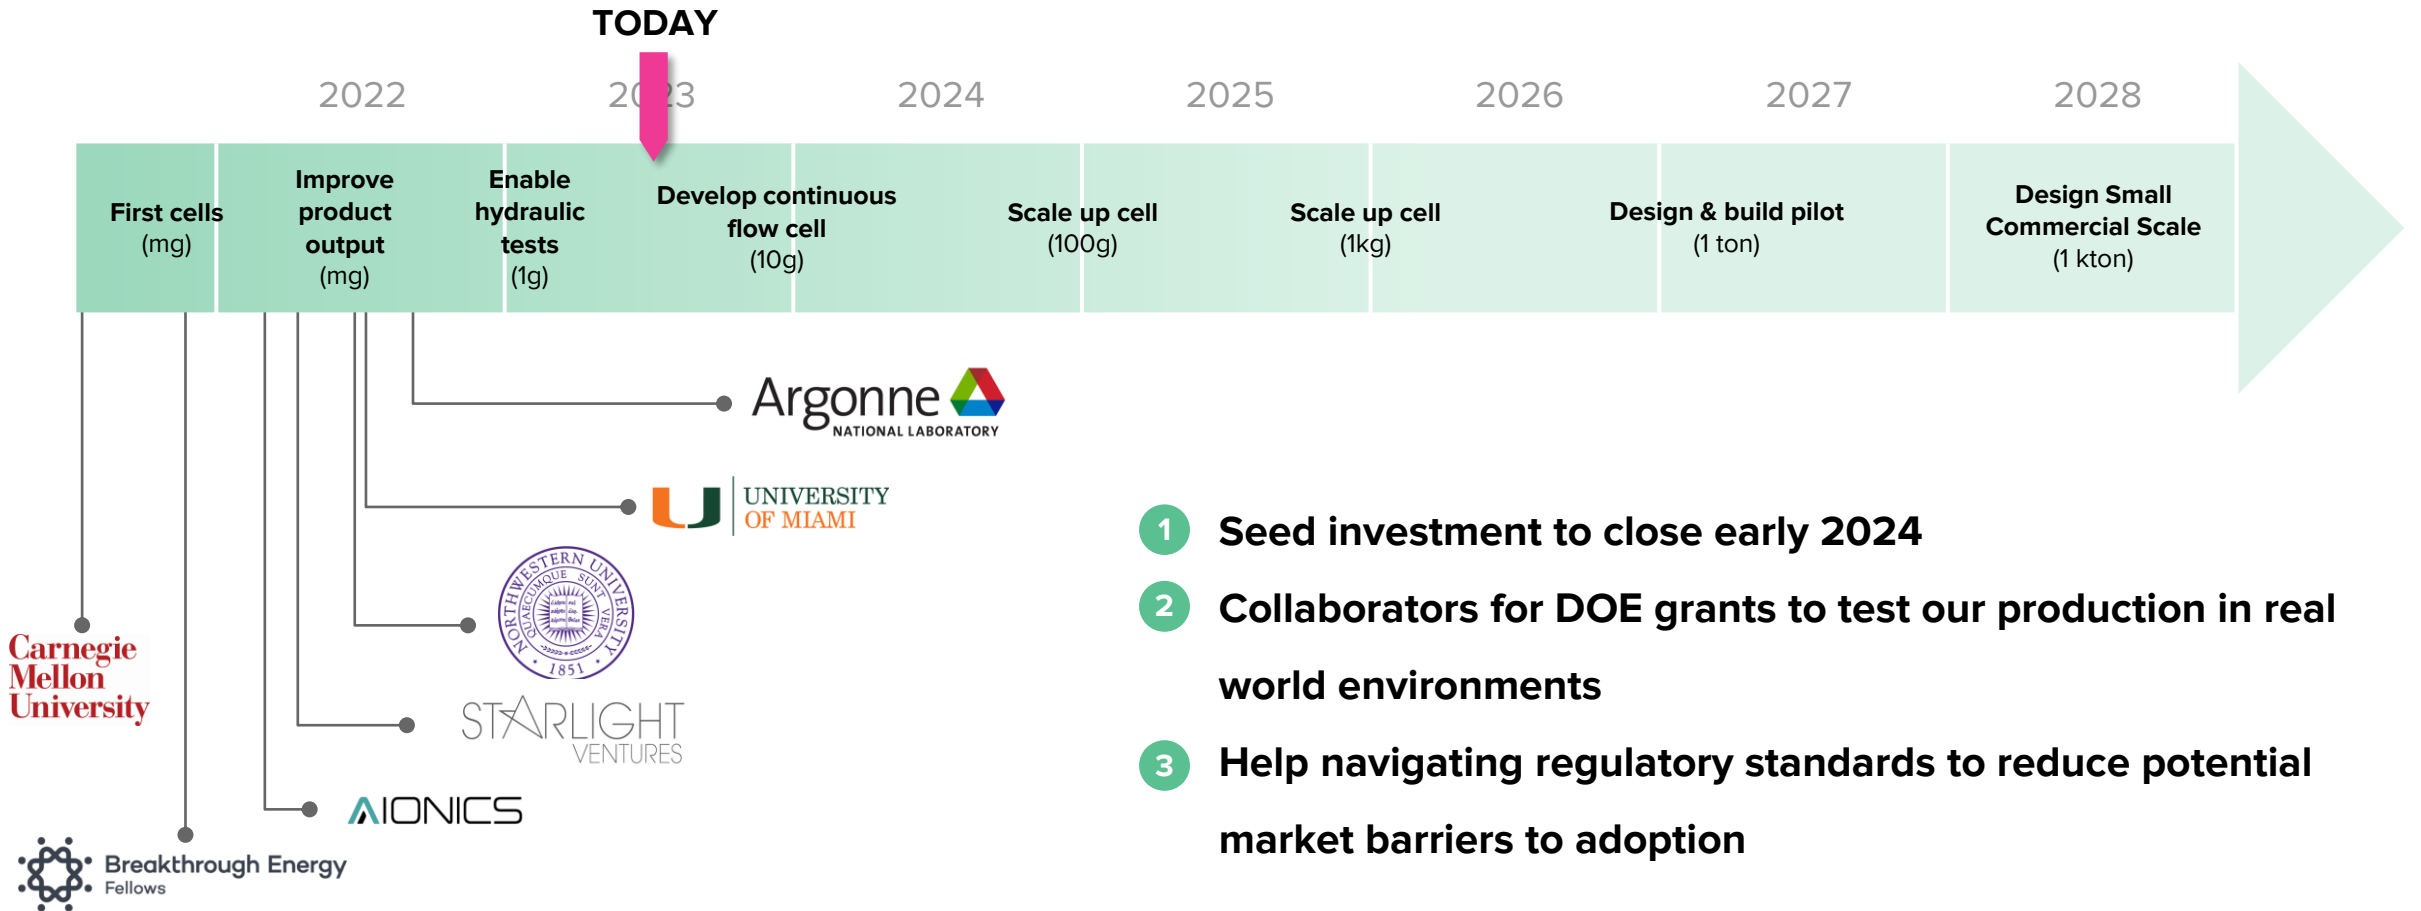 TODAY
2022
2023
2024
2025
2026
2027
2028
First cells
(mg)
Improve
product
output
(mg)
Enable
hydraulic
tests
(1g)
Develop continuous
flow cell
(10g)
Scale up cell
(100g)
Scale up cell
(1kg)
Design & build pilot
(1 ton)
Design Small
Commercial Scale
(1 kton)
Argonne
NATIONAL LABORATORY
UNIVERSITY
OF MIAMI
NORTHWESTERN UNIVERSITY
QUAECUMQUE SUNT VERA
1851
Carnegie
Mellon
University
STARLIGHT
VENTURES
AIONICS
Breakthrough Energy
Fellows
1 Seed investment to close early 2024
2 Collaborators for DOE grants to test our production in real
world environments
3 Help navigating regulatory standards to reduce potential
market barriers to adoption